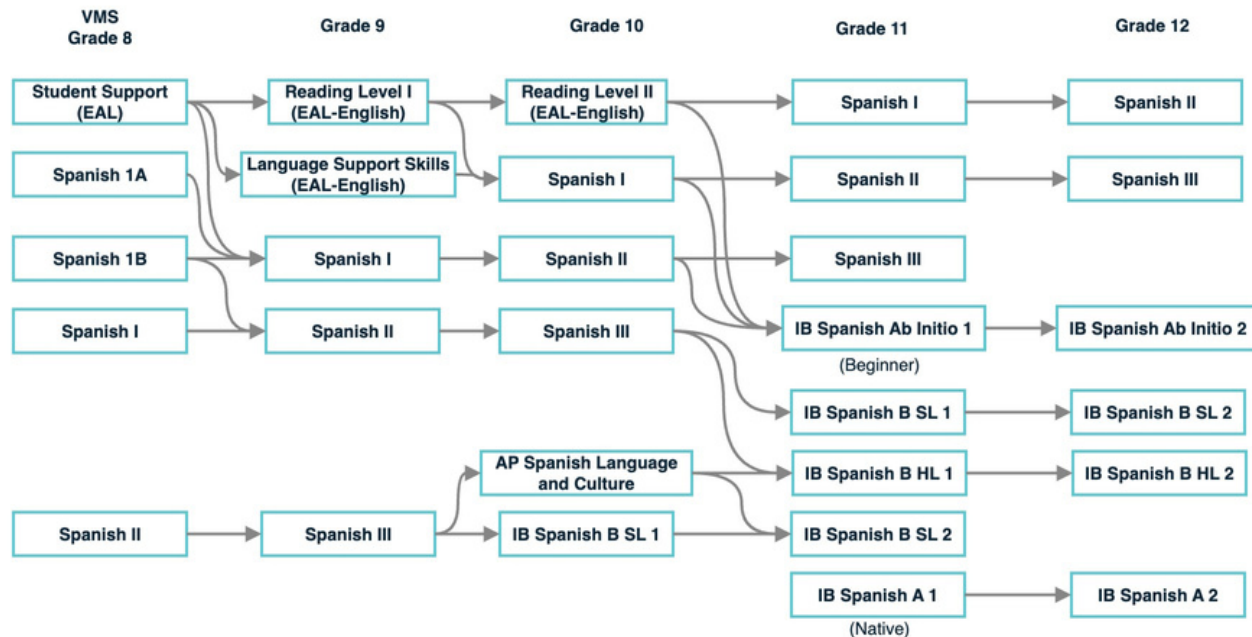 VMS
Grade 8
Grade 9
Grade 10
Grade 11
Grade 12
Student Support
(EAL)
Reading Level I
(EAL-English)
Reading Level II
(EAL-English)
Spanish I
Spanish II
Spanish 1A
Language Support Skills
(EAL-English)
Spanish I
Spanish II
Spanish III
Spanish 1B
Spanish I
Spanish II
Spanish III
Spanish I
Spanish II
Spanish III
IB Spanish Ab Initio 1
(Beginner)
IB Spanish Ab Initio 2
IB Spanish B SL 1
IB Spanish B SL 2
AP Spanish Language
and Culture
IB Spanish B HL 1
IB Spanish B HL 2
Spanish II
Spanish III
IB Spanish B SL 1
IB Spanish B SL 2
IB Spanish A 1
(Native)
IB Spanish A 2